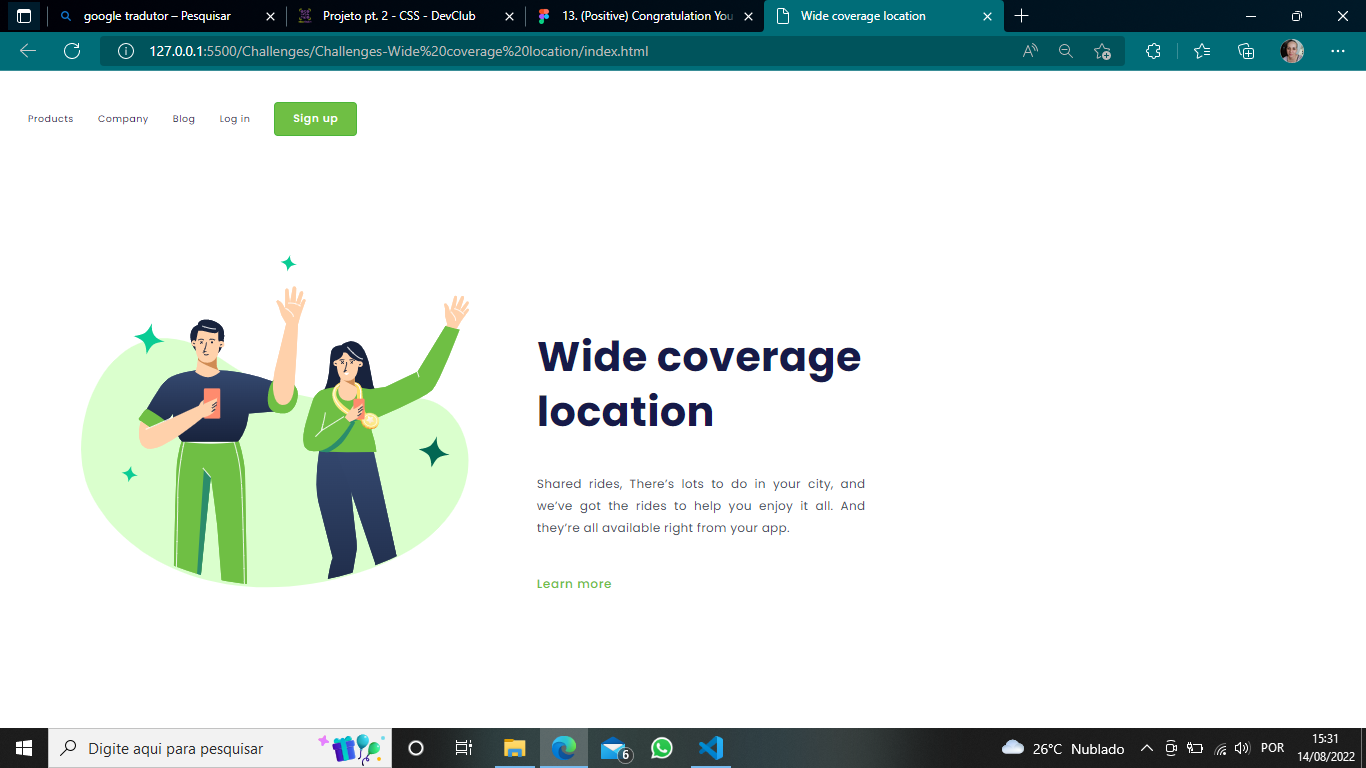 google tradutor – Pesquisar
Projeto pt. 2 - CSS - DevClub
13. (Positive) Congratulation You
Wide coverage location
127.0.0.1:5500/Challenges/Challenges-Wide%20coverage%20location/index.html
Products Company Blog Log in Sign up
Wide coverage
location
Shared rides, There’s lots to do in your city, and
we’ve got the rides to help you enjoy it all. And
they’re all available right from your app.
Learn more
Digite aqui para pesquisar
6
26°C Nublado
POR
15:31
14/08/2022